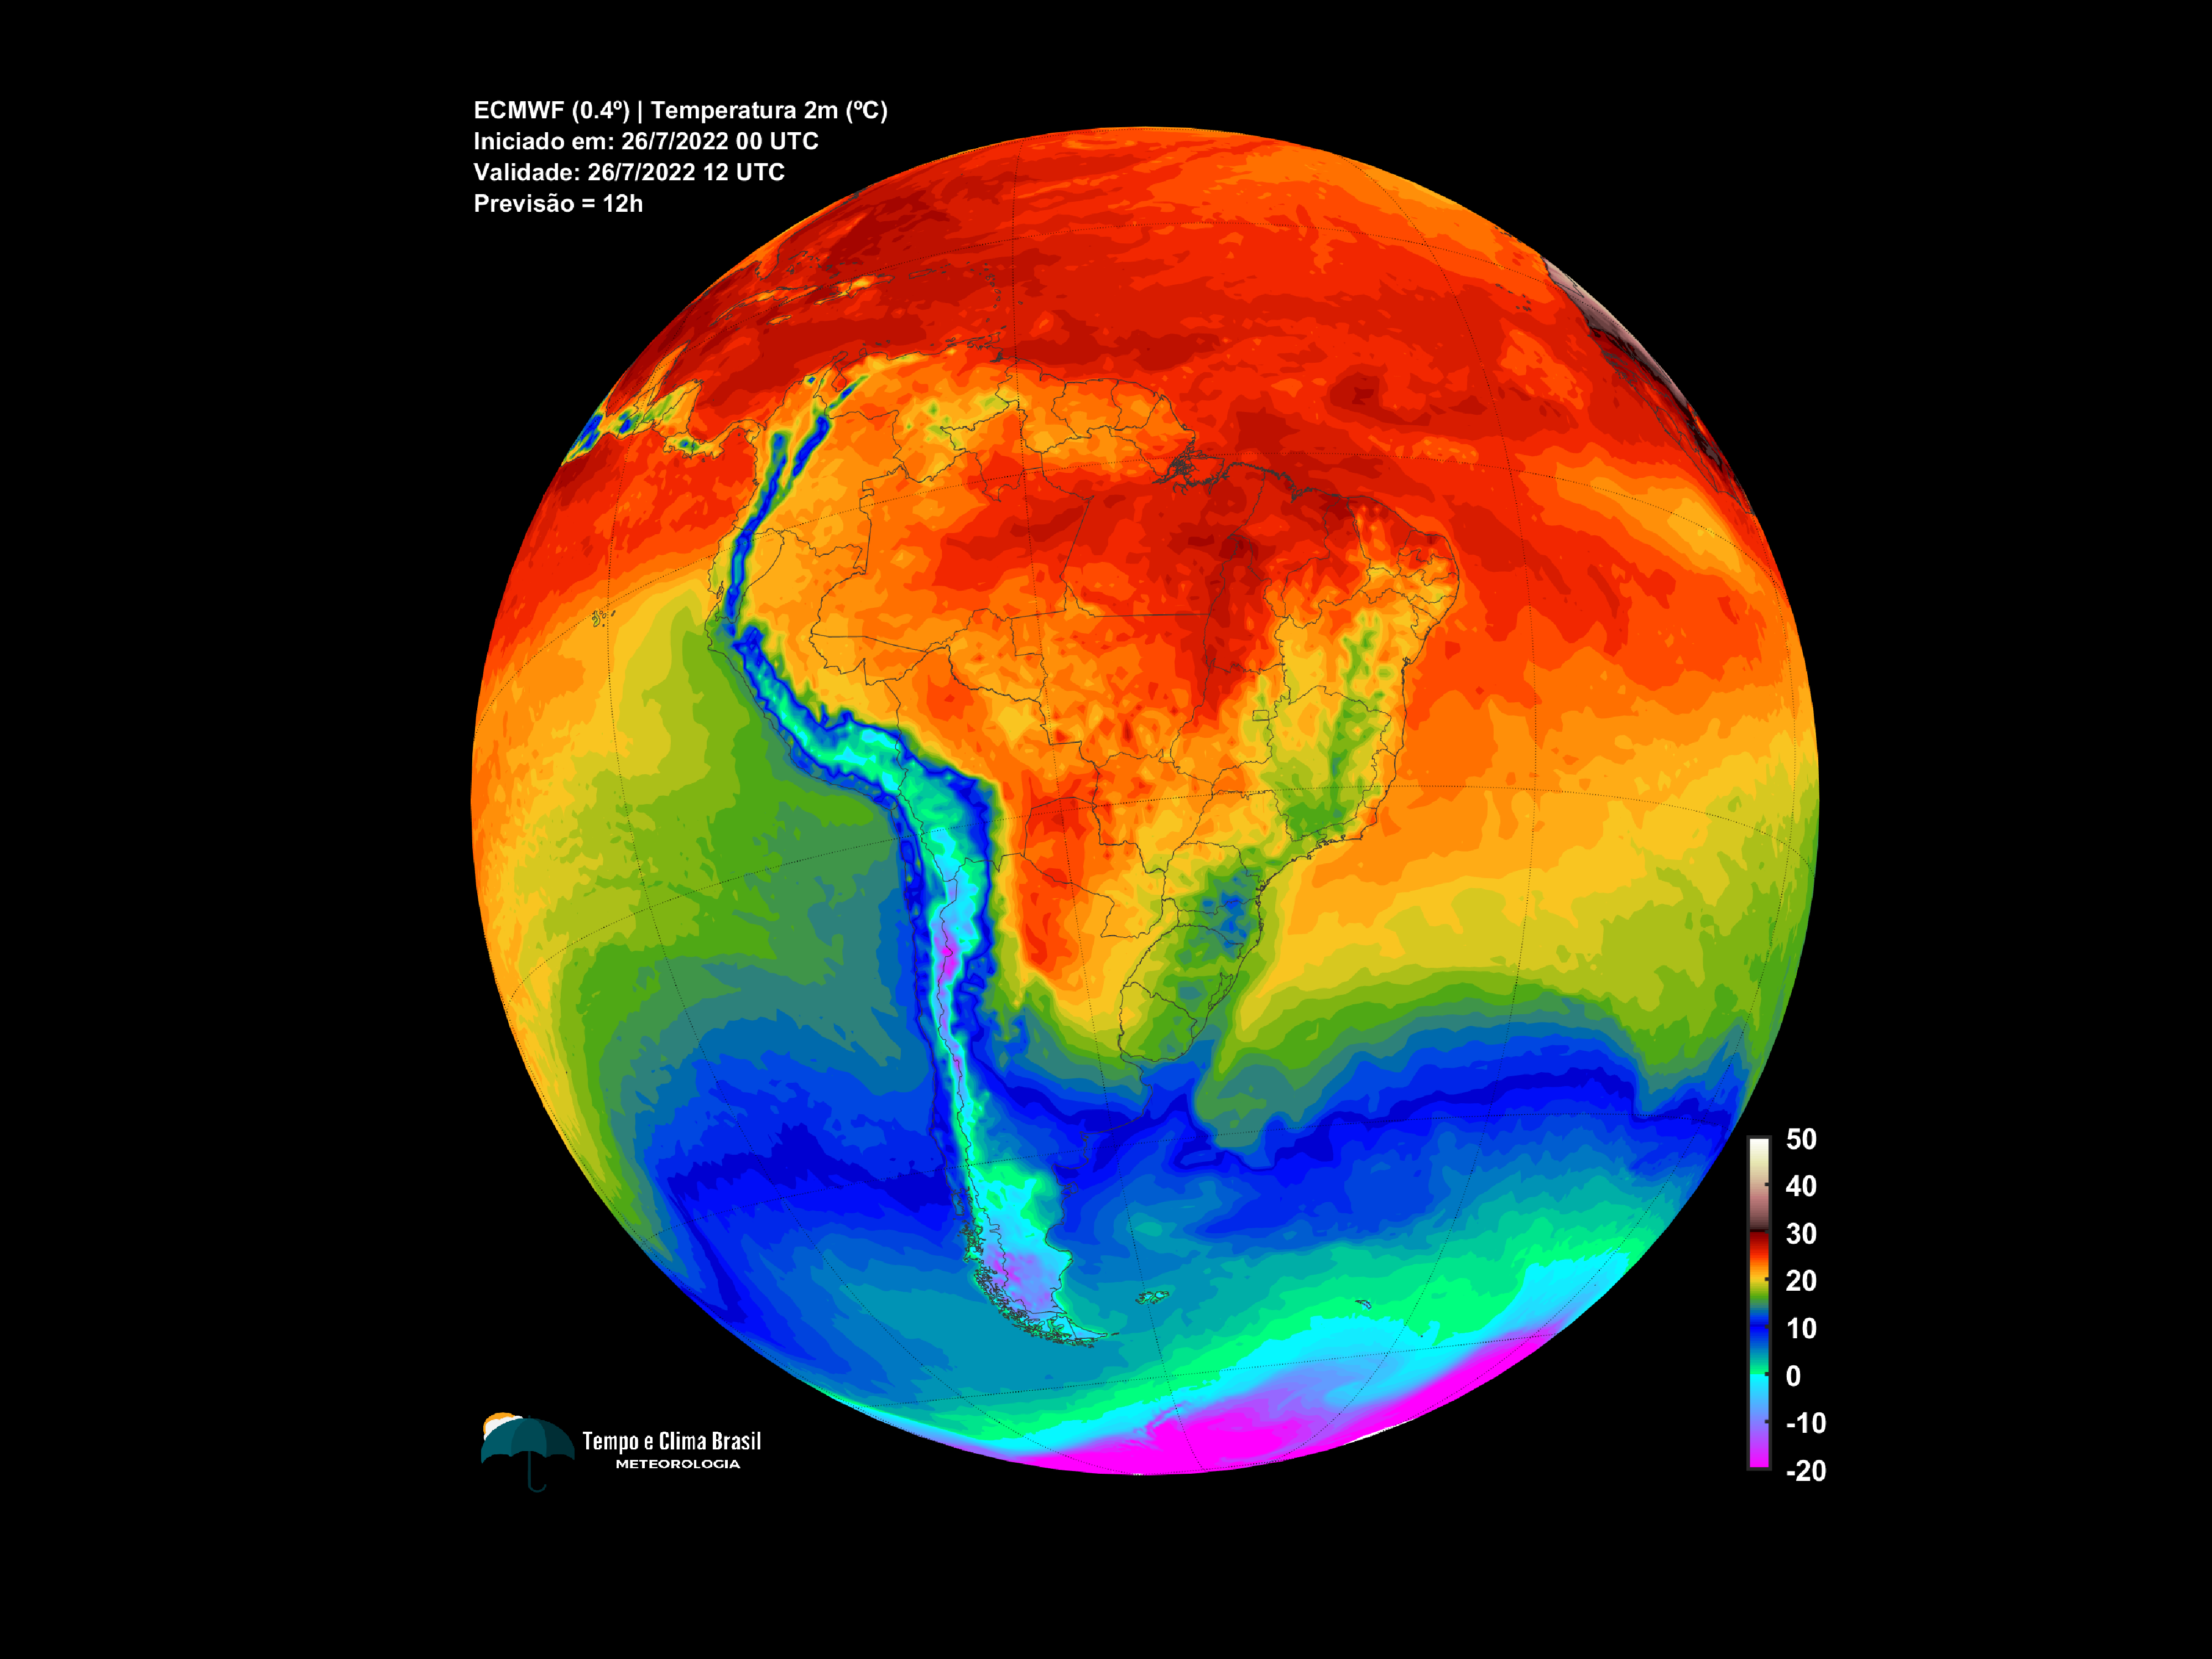 ECMWF (0.4º) | Temperatura 2m (ºC)
Iniciado em: 26/7/2022 00 UTC
Validade: 26/7/2022 12 UTC
Previsão = 12h
50
40
30
20
10
0
-10
-20
Tempo e Clima Brasil
METEOROLOGIA